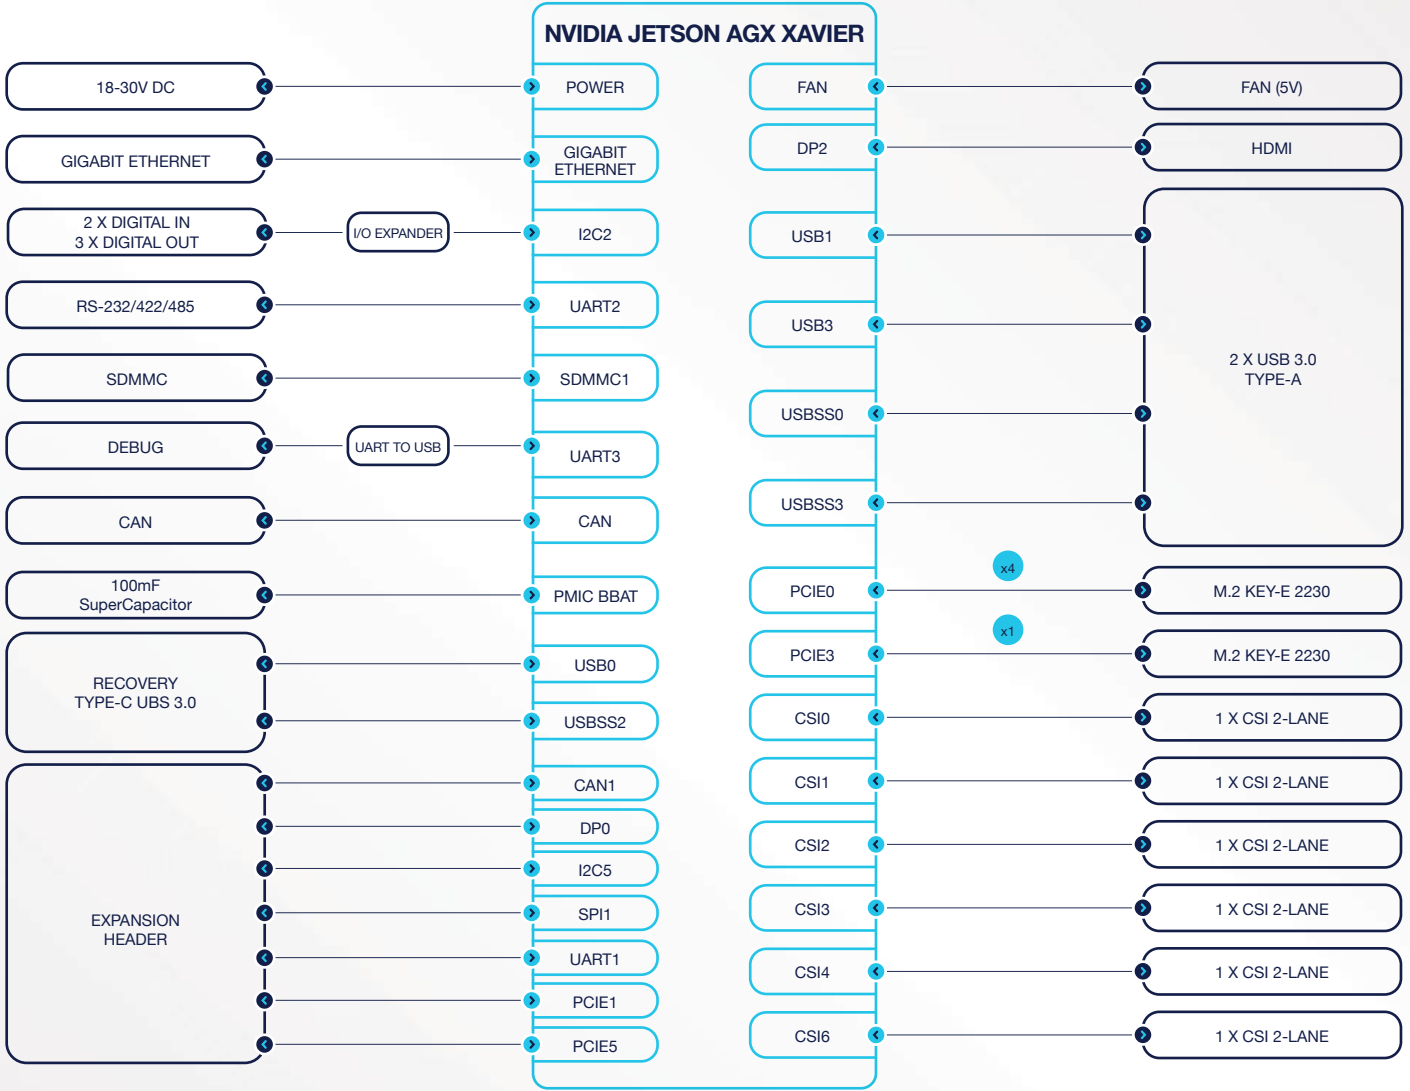 NVIDIA JETSON AGX XAVIER
18-30V DC
POWER
GIGABIT ETHERNET
GIGABIT
ETHERNET
2 X DIGITAL IN
3 X DIGITAL OUT
I/O EXPANDER
I2C2
RS-232/422/485
UART2
SDMMC
SDMMC1
DEBUG
UART TO USB
UART3
CAN
CAN
100mF
SuperCapacitor
PMIC BBAT
RECOVERY
TYPE-C UBS 3.0
USB0
USBSS2
EXPANSION
HEADER
CAN1
DP0
I2C5
SPI1
UART1
PCIE1
PCIE5
FAN
FAN (5V)
DP2
HDMI
USB1
USB3
USBSS0
USBSS3
2 X USB 3.0
TYPE-A
PCIE0
x4
M.2 KEY-E 2230
PCIE3
x1
M.2 KEY-E 2230
CSI0
1 X CSI 2-LANE
CSI1
1 X CSI 2-LANE
CSI2
1 X CSI 2-LANE
CSI3
1 X CSI 2-LANE
CSI4
1 X CSI 2-LANE
CSI6
1 X CSI 2-LANE